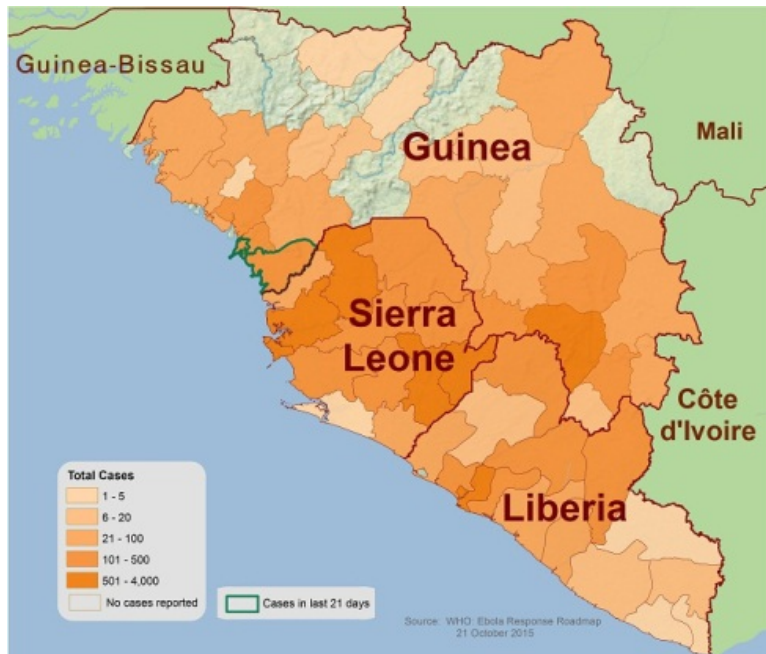 Guinea-Bissau
Mali
Guinea
Sierra
Leone
Côte
d'Ivoire
Liberia
Total Cases
1 - 5
6 - 20
21 - 100
101 - 500
501 - 4,000
No cases reported
Cases in last 21 days
Source: WHO: Ebola Response Roadmap
21 October 2015